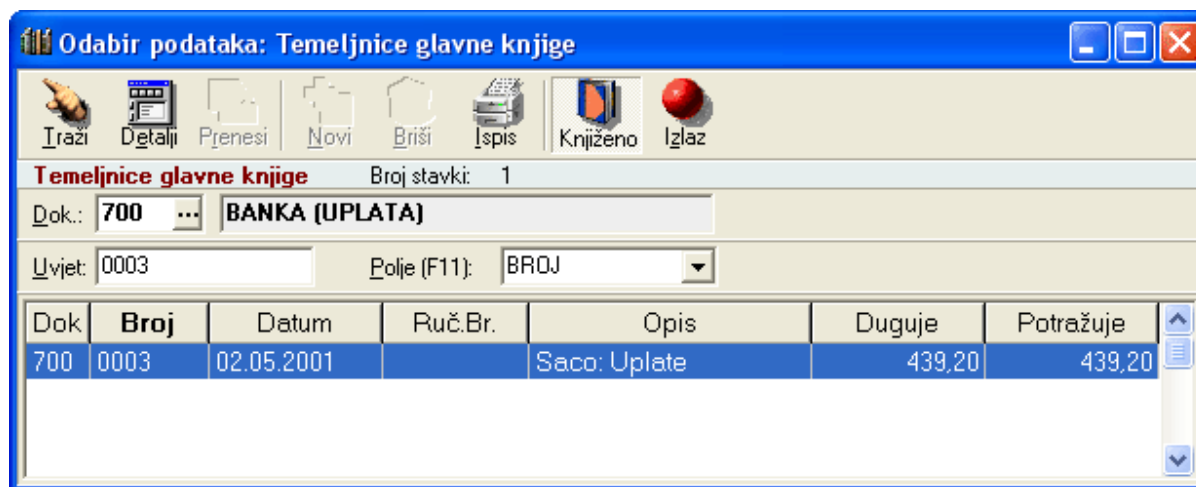 Odabir podataka: Temeljnice glavne knjige
Traži Detalji Prenesi Novi Briši Ispis Knjiženo Izlaz
Temeljnice glavne knjige Broj stavki: 1
Dok.: 700 ... BANKA (UPLATA)
Uvjet: 0003 Polje (F11): BROJ
Dok Broj Datum Ruč.Br. Opis Duguje Potražuje
700 0003 02.05.2001 Saco: Uplate 439,20 439,20